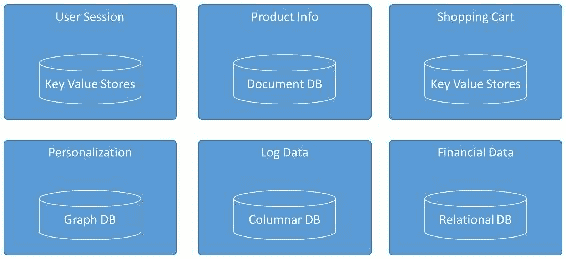 User Session
Key Value Stores
Product Info
Document DB
Shopping Cart
Key Value Stores
Personalization
Graph DB
Log Data
Columnar DB
Financial Data
Relational DB